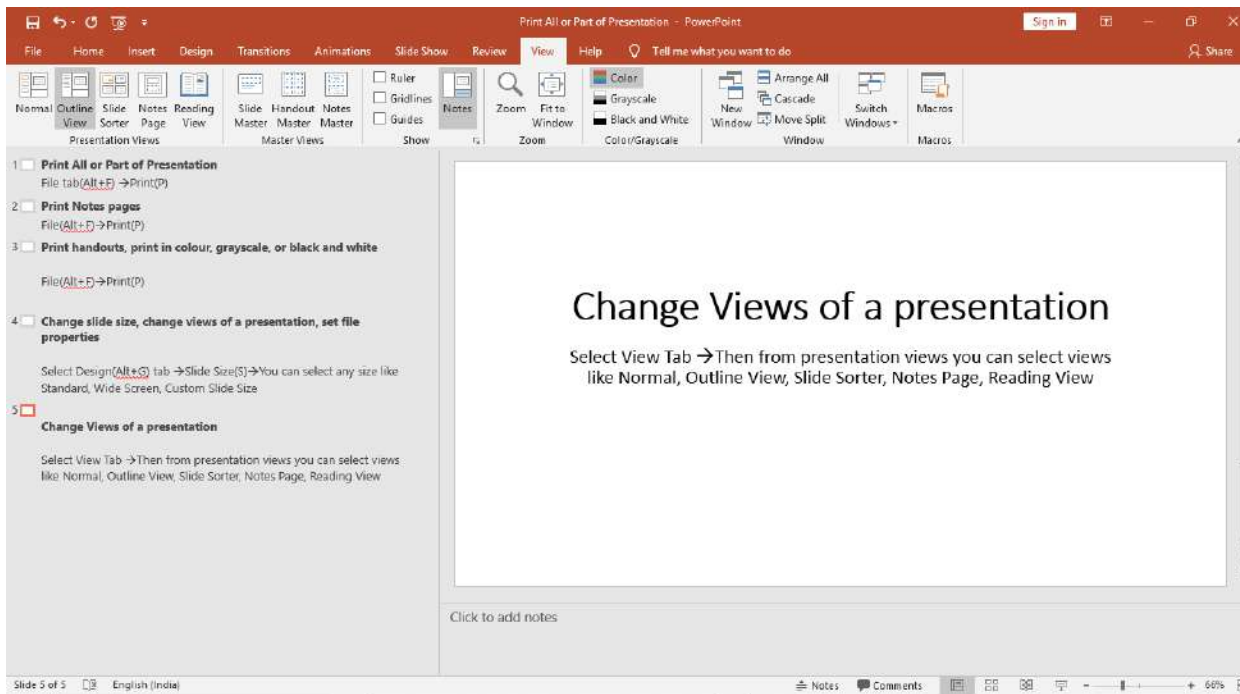 Print All or Part of Presentation - PowerPoint
Sign in
File Home Insert Design Transitions Animations Slide Show Review View Help Tell me what you want to do
Share
Normal Outline View Slide Sorter Notes Page Reading View
Presentation Views
Slide Master Handout Master Notes Master
Master Views
Ruler
Gridlines
Guides
Show
Notes
Zoom Fit to Window
Zoom
Color
Grayscale
Black and White
Color/Grayscale
New Window
Arrange All
Cascade
Move Split
Window
Switch Windows
Macros
Macros
1 Print All or Part of Presentation
File tab(Alt+F) →Print(P)
2 Print Notes pages
File(Alt+F)→Print(P)
3 Print handouts, print in colour, grayscale, or black and white
File(Alt+F)→Print(P)
4 Change slide size, change views of a presentation, set file
properties
Select Design(Alt+G) tab →Slide Size(S)→You can select any size like
Standard, Wide Screen, Custom Slide Size
5
Change Views of a presentation
Select View Tab →Then from presentation views you can select views
like Normal, Outline View, Slide Sorter, Notes Page, Reading View
Change Views of a presentation
Select View Tab →Then from presentation views you can select views
like Normal, Outline View, Slide Sorter, Notes Page, Reading View
Click to add notes
Slide 5 of 5 English (India)
Notes Comments 66%